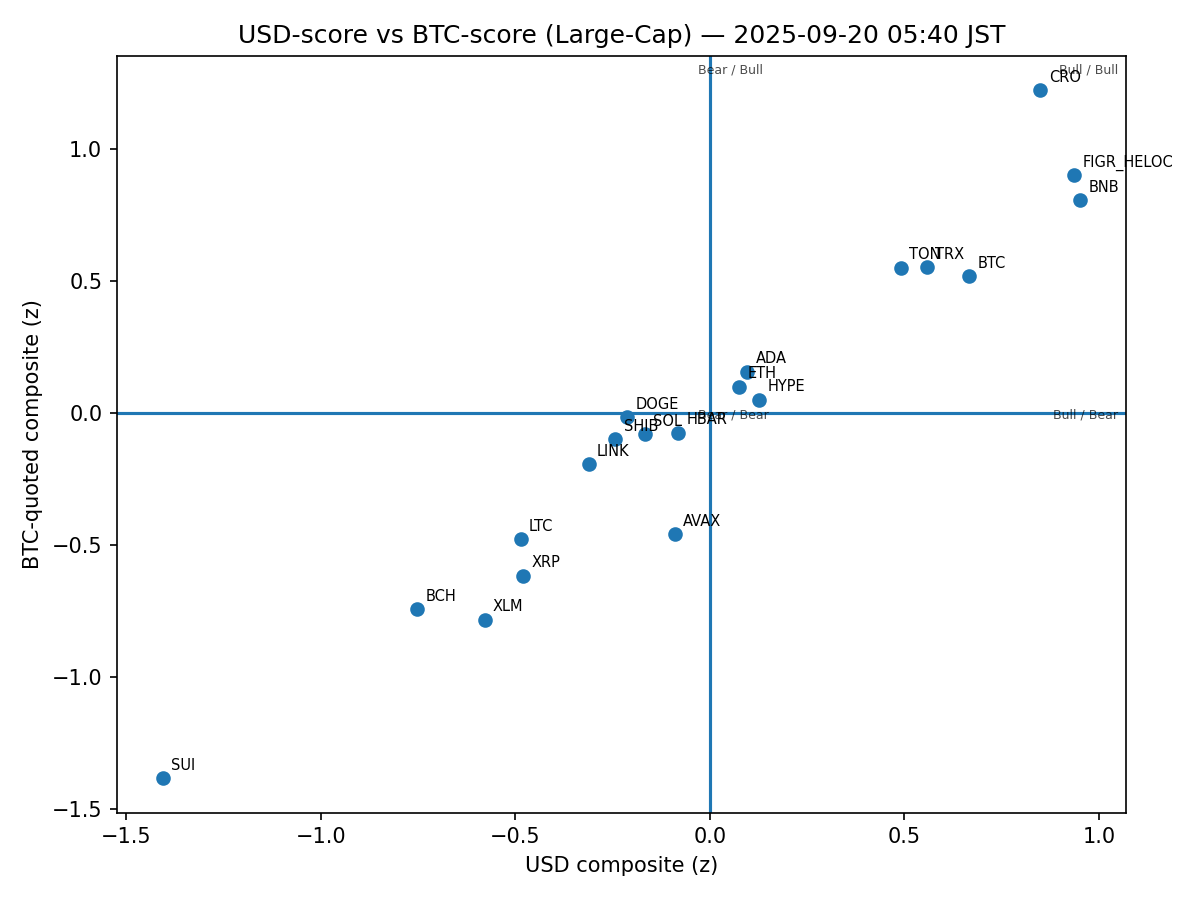 USD-score vs BTC-score (Large-Cap) — 2025-09-20 05:40 JST
Bear / Bull
Bull / Bull
CRO
FIGR_HELOC
BNB
TON
TRX
BTC
ADA
ETH
HYPE
DOGE
SHIB
SOL
HBAR
Bear / Bear
Bull / Bear
LINK
AVAX
LTC
XRP
BCH
XLM
SUI
1.0
0.5
0.0
−0.5
−1.0
−1.5
BTC-quoted composite (z)
−1.5
−1.0
−0.5
0.0
0.5
1.0
USD composite (z)